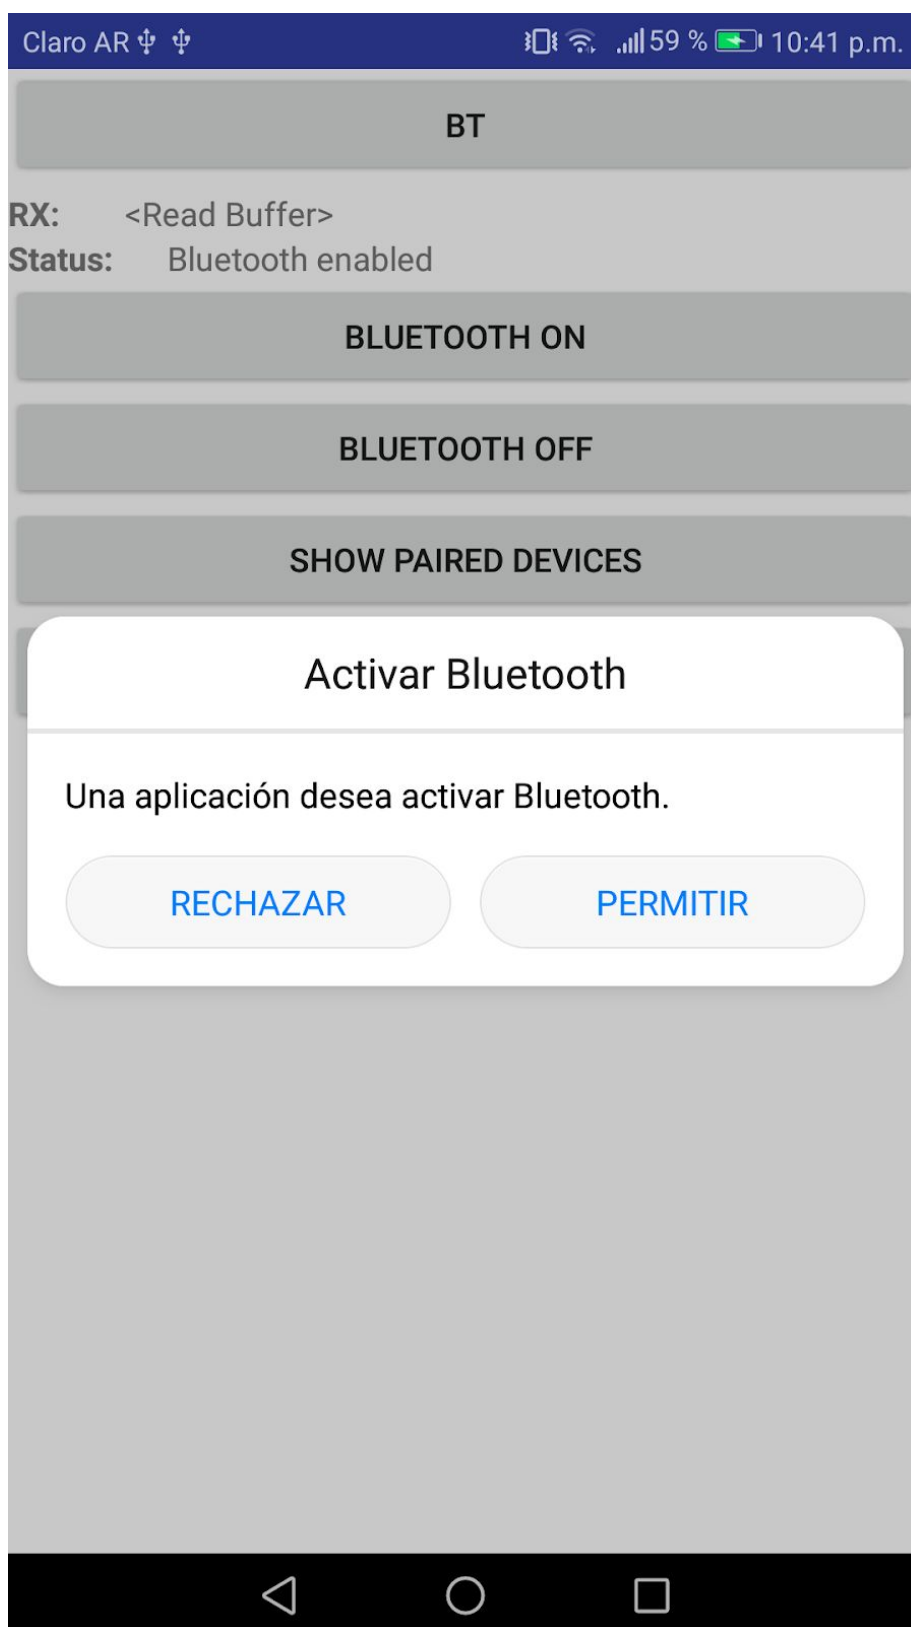 Claro AR 59 % 10:41 p.m.
BT
RX: <Read Buffer>
Status: Bluetooth enabled
BLUETOOTH ON
BLUETOOTH OFF
SHOW PAIRED DEVICES
Activar Bluetooth
Una aplicación desea activar Bluetooth.
RECHAZAR PERMITIR